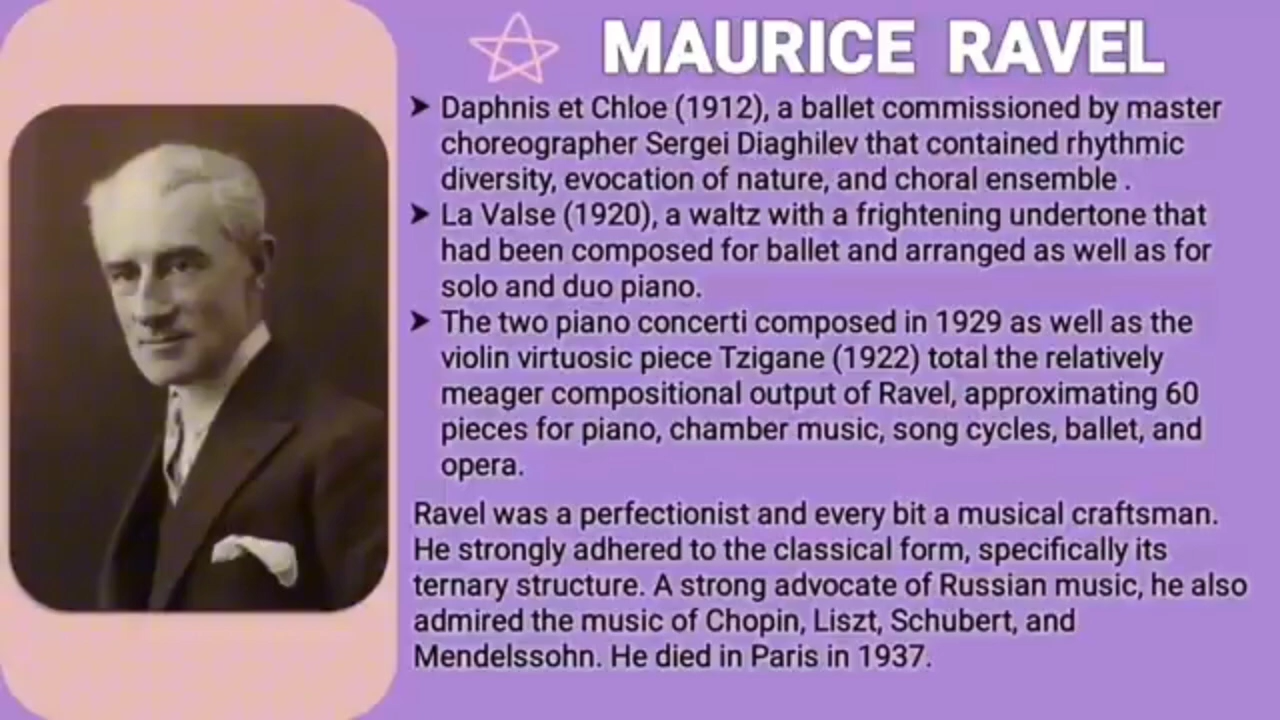 MAURICE RAVEL
➤ Daphnis et Chloe (1912), a ballet commissioned by master
choreographer Sergei Diaghilev that contained rhythmic
diversity, evocation of nature, and choral ensemble .
➤ La Valse (1920), a waltz with a frightening undertone that
had been composed for ballet and arranged as well as for
solo and duo piano.
➤ The two piano concerti composed in 1929 as well as the
violin virtuosic piece Tzigane (1922) total the relatively
meager compositional output of Ravel, approximating 60
pieces for piano, chamber music, song cycles, ballet, and
opera.
Ravel was a perfectionist and every bit a musical craftsman.
He strongly adhered to the classical form, specifically its
ternary structure. A strong advocate of Russian music, he also
admired the music of Chopin, Liszt, Schubert, and
Mendelssohn. He died in Paris in 1937.